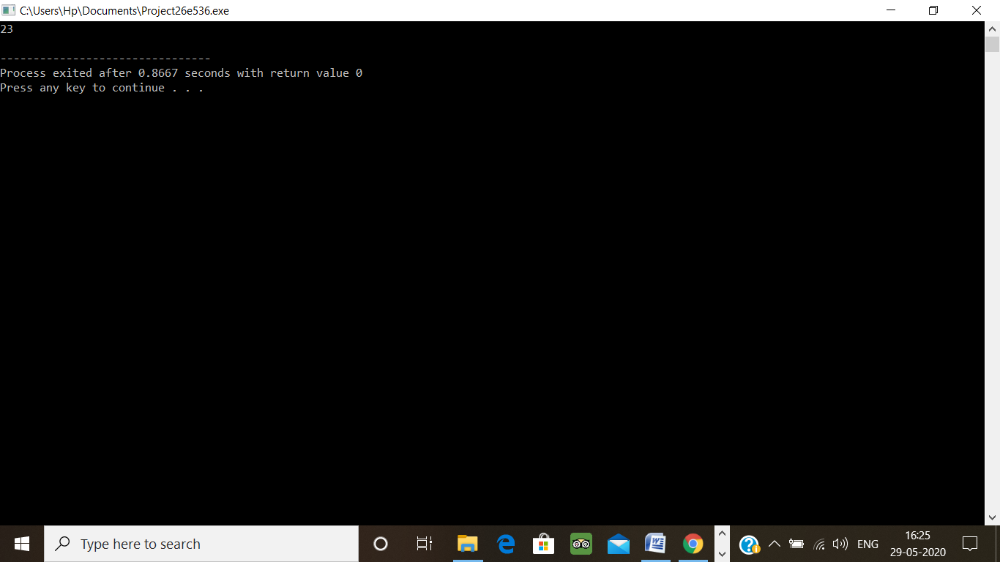 C:\Users\Hp\Documents\Project26e536.exe
23
--------------------------------
Process exited after 0.8667 seconds with return value 0
Press any key to continue . . .
Type here to search
ENG
16:25
29-05-2020